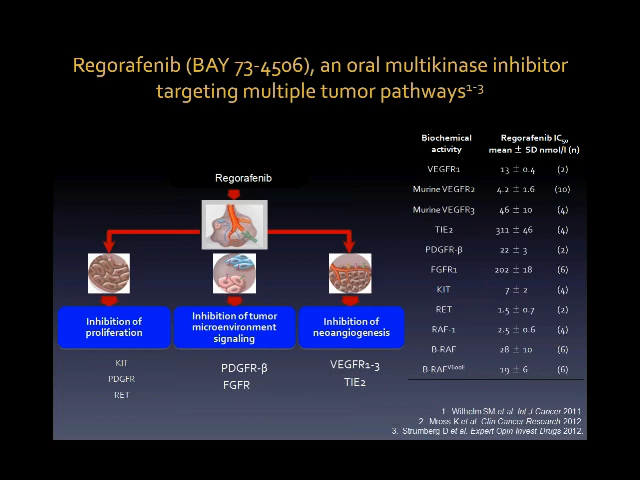 Regorafenib (BAY 73-4506), an oral multikinase inhibitor
targeting multiple tumor pathways1-3
Regorafenib
Inhibition of
proliferation
KIT
PDGFR
RET
Inhibition of tumor
microenvironment
signaling
PDGFR-β
FGFR
Inhibition of
neoangiogenesis
VEGFR1-3
TIE2
Biochemical
activity
Regorafenib IC50
mean ± SD nmol/l (n)
VEGFR1 13 ± 0.4 (2)
Murine VEGFR2 4.2 ± 1.6 (10)
Murine VEGFR3 46 ± 10 (4)
TIE2 311 ± 46 (4)
PDGFR-β 22 ± 3 (2)
FGFR1 202 ± 18 (6)
KIT 7 ± 2 (4)
RET 1.5 ± 0.7 (2)
RAF-1 2.5 ± 0.6 (4)
B-RAF 28 ± 10 (6)
B-RAFV600E 19 ± 6 (6)
1. Wilhelm SM et al. Int J Cancer 2011.
2. Mross K et al. Clin Cancer Research 2012.
3. Strumberg D et al. Expert Opin Invest Drugs 2012.